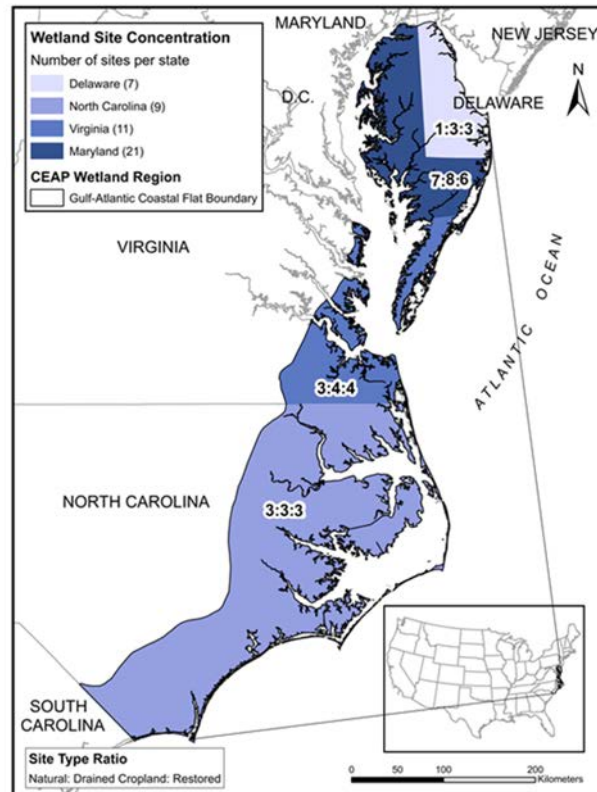 MARYLAND
NEW JERSEY
Wetland Site Concentration
Number of sites per state
Delaware (7)
North Carolina (9)
Virginia (11)
Maryland (21)
CEAP Wetland Region
Gulf-Atlantic Coastal Flat Boundary
D.C.
N
DELAWARE
1:3:3
7:8:6
VIRGINIA
ATLANTIC OCEAN
3:4:4
NORTH CAROLINA
3:3:3
SOUTH
CAROLINA
Site Type Ratio
Natural: Drained Cropland: Restored
0 50 100 200
Kilometers